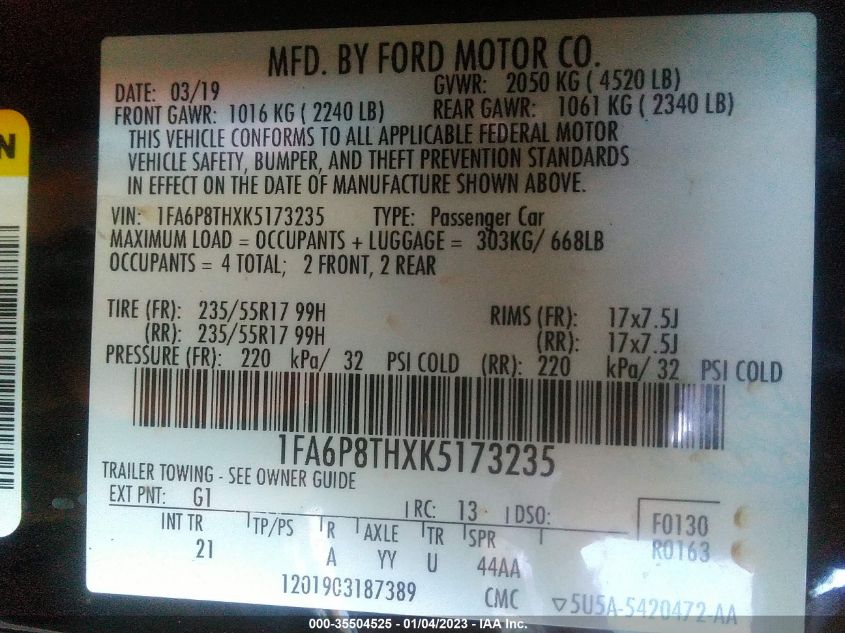 MFD. BY FORD MOTOR CO.
DATE: 03/19 GVWR: 2050 KG ( 4520 LB)
FRONT GAWR: 1016 KG ( 2240 LB) REAR GAWR: 1061 KG ( 2340 LB)
THIS VEHICLE CONFORMS TO ALL APPLICABLE FEDERAL MOTOR
VEHICLE SAFETY, BUMPER, AND THEFT PREVENTION STANDARDS
IN EFFECT ON THE DATE OF MANUFACTURE SHOWN ABOVE.
VIN: 1FA6P8THXK5173235 TYPE: Passenger Car
MAXIMUM LOAD = OCCUPANTS + LUGGAGE = 303KG/ 668LB
OCCUPANTS = 4 TOTAL; 2 FRONT, 2 REAR
TIRE (FR): 235/55R17 99H RIMS (FR): 17x7.5J
(RR): 235/55R17 99H (RR): 17x7.5J
PRESSURE (FR): 220 kPa/ 32 PSI COLD (RR): 220 kPa/ 32 PSI COLD
1FA6P8THXK5173235
TRAILER TOWING - SEE OWNER GUIDE
EXT PNT: G1 RC: 13 DSO: F0130
INT TR TP/PS R AXLE TR SPR R0163
21 A YY U 44AA
1201903187389 CMC ▽5U5A-5420472-AA
N
000-35504525 - 01/04/2023 - © IAA Inc.